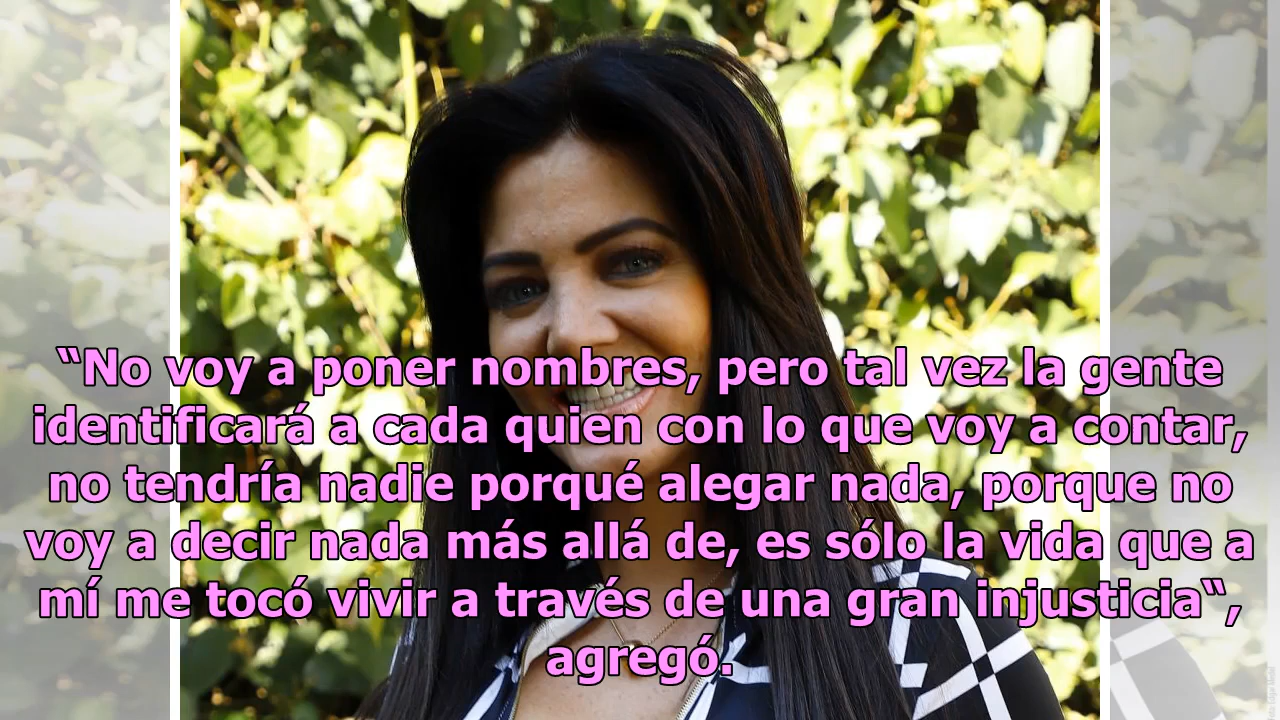 “No voy a poner nombres, pero tal vez la gente
identificará a cada quien con lo que voy a contar,
no tendría nadie porqué alegar nada, porque no
voy a decir nada más allá de, es sólo la vida que a
mí me tocó vivir a través de una gran injusticia“,
agregó.